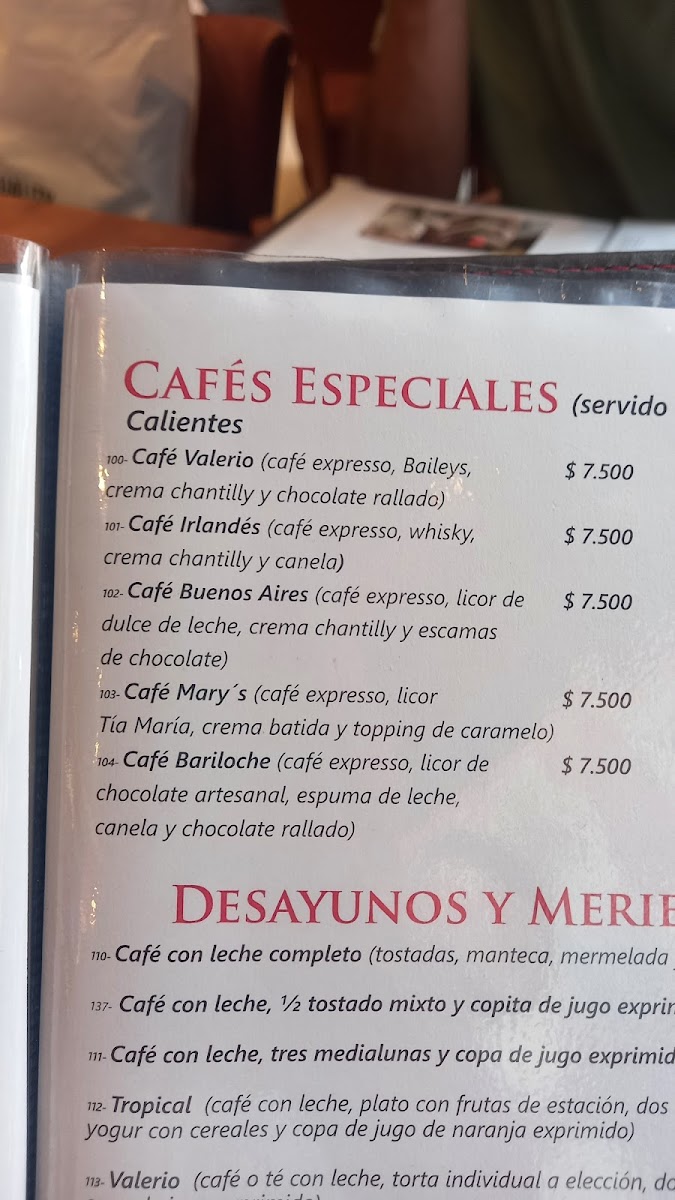 CAFÉS ESPECIALES (servido
Calientes
100- Café Valerio (café expresso, Baileys, $ 7.500
crema chantilly y chocolate rallado)
101- Café Irlandés (café expresso, whisky, $ 7.500
crema chantilly y canela)
102- Café Buenos Aires (café expresso, licor de $ 7.500
dulce de leche, crema chantilly y escamas
de chocolate)
103- Café Mary´s (café expresso, licor $ 7.500
Tía María, crema batida y topping de caramelo)
104- Café Bariloche (café expresso, licor de $ 7.500
chocolate artesanal, espuma de leche,
canela y chocolate rallado)
DESAYUNOS Y MERIE
110- Café con leche completo (tostadas, manteca, mermelada
137- Café con leche, ½ tostado mixto y copita de jugo exprim
111- Café con leche, tres medialunas y copa de jugo exprimid
112- Tropical (café con leche, plato con frutas de estación, dos
yogur con cereales y copa de jugo de naranja exprimido)
113- Valerio (café o té con leche, torta individual a elección, do